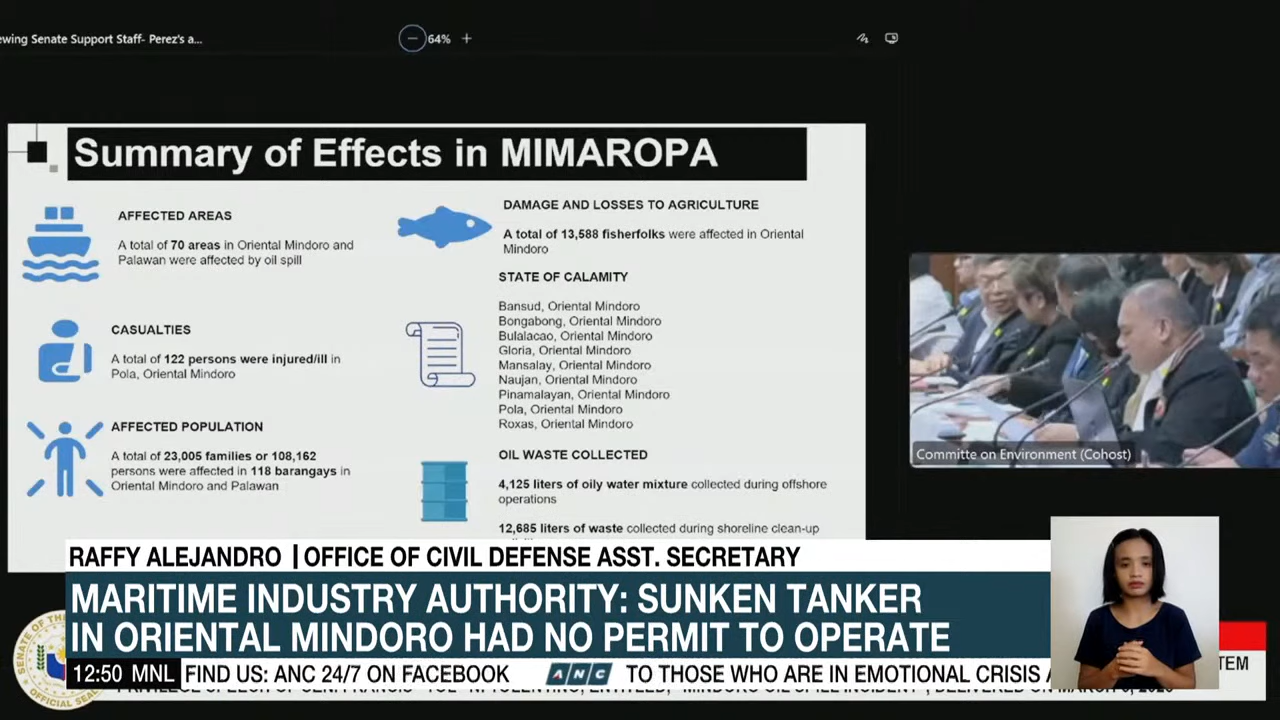 ewing Senate Support Staff- Perez's a...
64%
Summary of Effects in MIMAROPA
AFFECTED AREAS
A total of 70 areas in Oriental Mindoro and
Palawan were affected by oil spill
CASUALTIES
A total of 122 persons were injured/ill in
Pola, Oriental Mindoro
AFFECTED POPULATION
A total of 23,005 families or 108,162
persons were affected in 118 barangays in
Oriental Mindoro and Palawan
DAMAGE AND LOSSES TO AGRICULTURE
A total of 13,588 fisherfolks were affected in Oriental
Mindoro
STATE OF CALAMITY
Bansud, Oriental Mindoro
Bongabong, Oriental Mindoro
Bulalacao, Oriental Mindoro
Gloria, Oriental Mindoro
Mansalay, Oriental Mindoro
Naujan, Oriental Mindoro
Pinamalayan, Oriental Mindoro
Pola, Oriental Mindoro
Roxas, Oriental Mindoro
OIL WASTE COLLECTED
4,125 liters of oily water mixture collected during offshore
operations
12,685 liters of waste collected during shoreline clean-up
Committe on Environment (Cohost)
RAFFY ALEJANDRO | OFFICE OF CIVIL DEFENSE ASST. SECRETARY
MARITIME INDUSTRY AUTHORITY: SUNKEN TANKER
IN ORIENTAL MINDORO HAD NO PERMIT TO OPERATE
12:50 MNL FIND US: ANC 24/7 ON FACEBOOK ANC TO THOSE WHO ARE IN EMOTIONAL CRISIS A
TEM